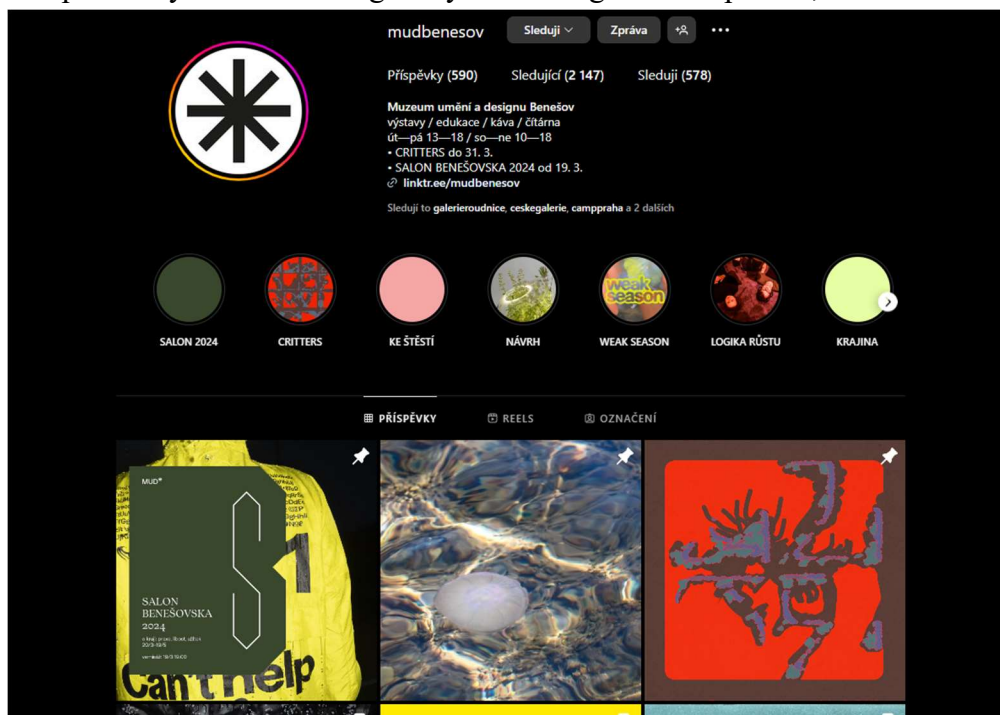 mudbenesov Sleduji Zpráva
Příspěvky (590) Sledující (2 147) Sleduji (578)
Muzeum umění a designu Benešov
výstavy / edukace / káva / čítárna
út—pá 13—18 / so—ne 10—18
• CRITTERS do 31. 3.
• SALON BENEŠOVSKA 2024 od 19. 3.
linktr.ee/mudbenesov
Sledují to galerieroudnice, ceskegalerie, camppraha a 2 dalších
weak
season
SALON 2024 CRITTERS KE ŠTĚSTÍ NÁVRH WEAK SEASON LOGIKA RŮSTU KRAJINA
PŘÍSPĚVKY REELS OZNAČENÍ
MUD*
S
SALON
BENEŠOVSKA
2024
Can't help